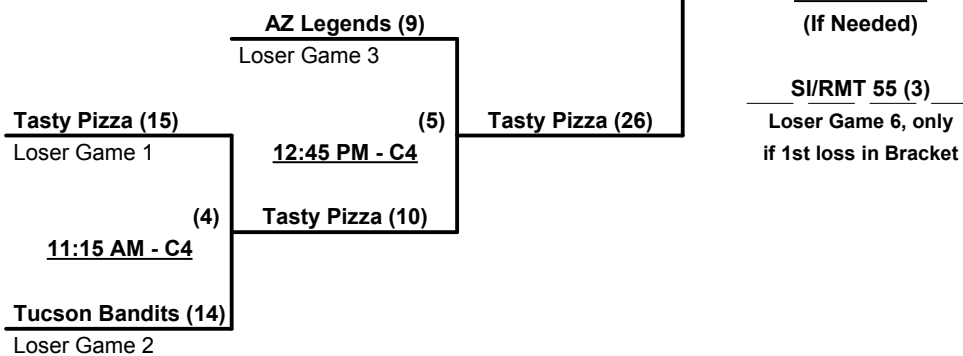 AZ Legends (9)
Loser Game 3
(If Needed)
SI/RMT 55 (3)
Loser Game 6, only
if 1st loss in Bracket
Tasty Pizza (15)
Loser Game 1
(5)
12:45 PM - C4
Tasty Pizza (26)
(4)
11:15 AM - C4
Tasty Pizza (10)
Tucson Bandits (14)
Loser Game 2